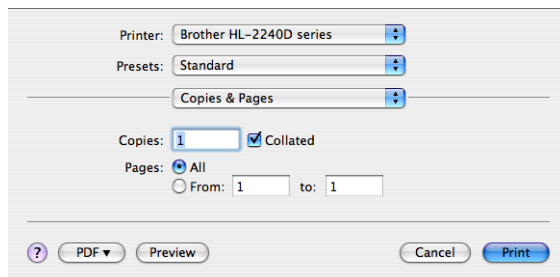 Printer: Brother HL-2240D series
Presets: Standard
Copies & Pages
Copies: 1 Collated
Pages: All
From: 1 to: 1
? PDF ▼ Preview Cancel Print